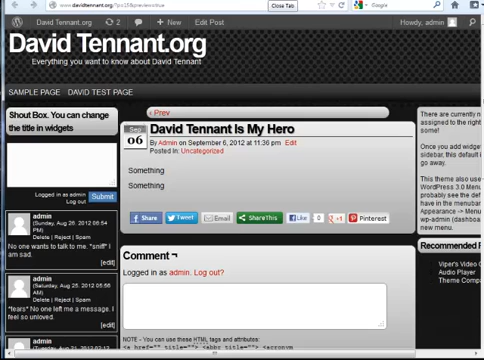 www.davidtennant.org/?p=15&preview=true
Close Tab
Google
David Tennant.org
2
New
Edit Post
Howdy, admin
David Tennant.org
Everything you want to know about David Tennant
SAMPLE PAGE
DAVID TEST PAGE
Shout Box. You can change
the title in widgets
Logged in as admin
Log out
Submit
admin
(Sunday, Aug 26, 2012 06:54
PM)
Delete | Reject | Spam
No one wants to talk to me. *sniff* I
am sad.
[edit]
admin
(Saturday, Aug 25, 2012 05:56
AM)
Delete | Reject | Spam
*tears* No one left me a message. I
feel so unloved.
[edit]
admin
‹ Prev
Sep
06
David Tennant Is My Hero
By Admin on September 6, 2012 at 11:36 pm Edit
Posted In: Uncategorized
Something
Something
Share
Tweet
Email
ShareThis
Like
0
+1
Pinterest
Comment ¬
Logged in as admin. Log out?
NOTE - You can use these HTML tags and attributes:
<a href="" title=""> <abbr title=""> <acronym
There are currently n
assigned to the right
some!
Once you add widge
sidebar, this default i
go away
This theme also use
WordPress 3.0 Menu
probably see the def
have in the menubar
Appearance -> Menu
wp-admin (dashboa
new menu.
Recommended
Viper's Video
Audio Player
Theme Compa